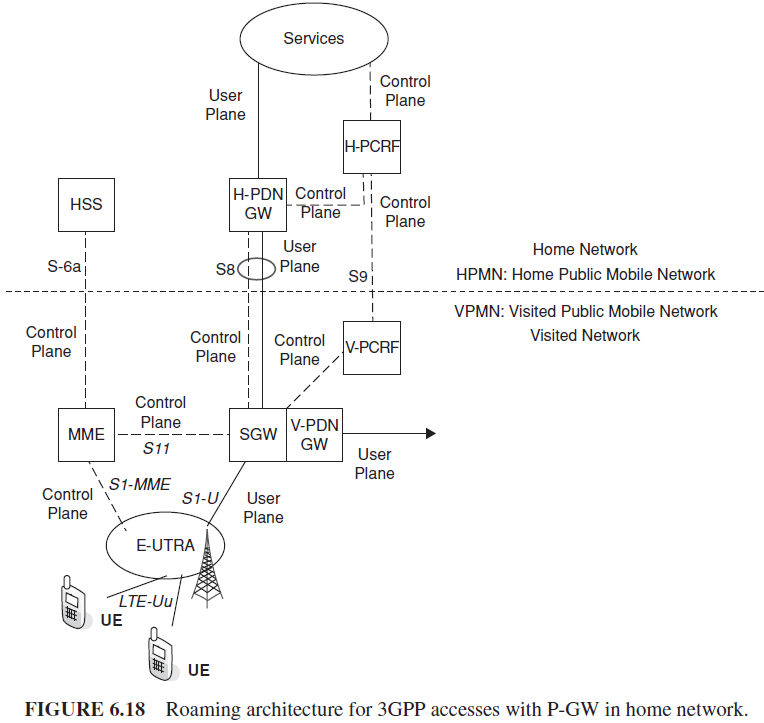 Services
User
Plane
Control
Plane
H-PCRF
HSS
H-PDN
GW
Control
Plane
Control
Plane
S-6a
S8
User
Plane
S9
Home Network
HPMN: Home Public Mobile Network
VPMN: Visited Public Mobile Network
Visited Network
Control
Plane
Control
Plane
Control
Plane
V-PCRF
Control
Plane
MME
S11
SGW
V-PDN
GW
User
Plane
S1-MME
Control
Plane
S1-U
User
Plane
E-UTRA
LTE-Uu
UE
UE
FIGURE 6.18 Roaming architecture for 3GPP accesses with P-GW in home network.